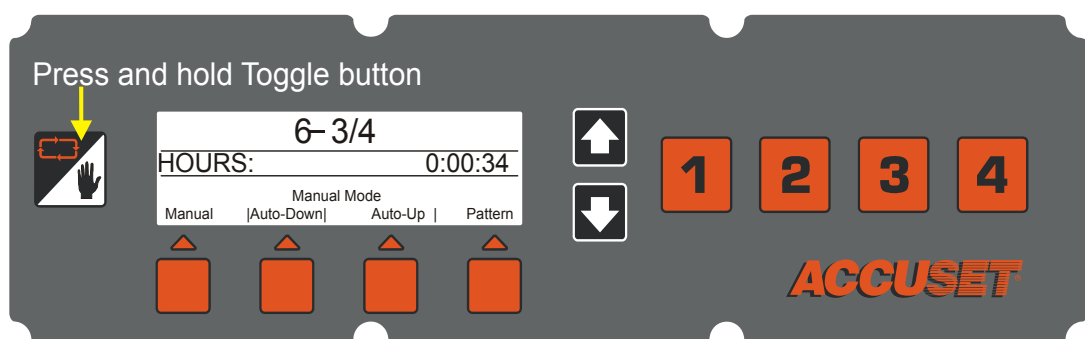 Press and hold Toggle button
6-3/4
HOURS: 0:00:34
Manual Mode
Manual |Auto-Down| Auto-Up | Pattern
1 2 3 4
ACCUSET